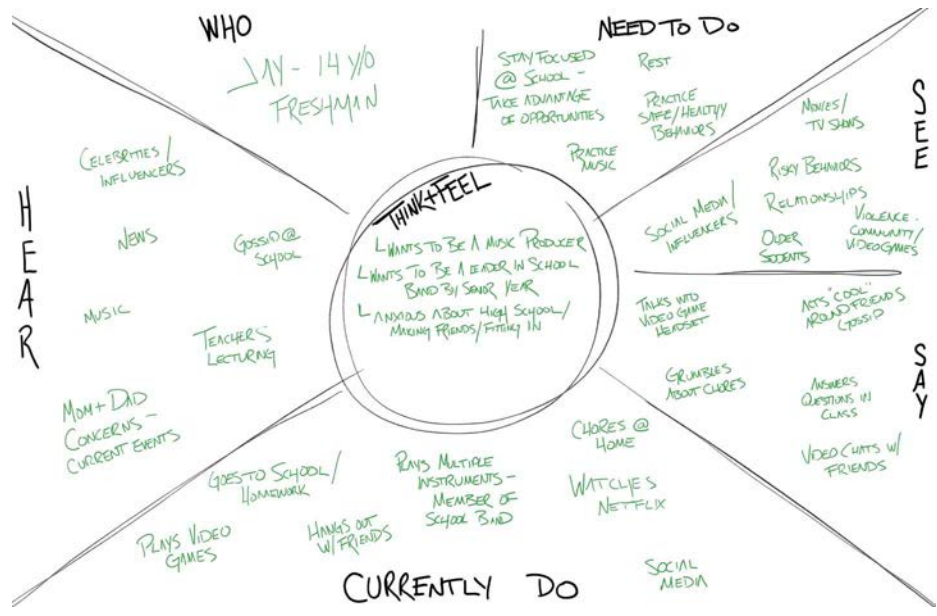 WHO
JAY - 14 Y/O
FRESHMAN
NEED TO DO
STAY FOCUSED
@ SCHOOL -
TAKE ADVANTAGE
OF OPPORTUNITIES
REST
PRACTICE
SAFE/HEALTHY
BEHAVIORS
PRACTICE
MUSIC
SEE
MOVIES/
TV SHOWS
RISKY BEHAVIORS
RELATIONSHIPS
SOCIAL MEDIA/
INFLUENCERS
OLDER
STUDENTS
VIOLENCE -
COMMUNITY/
VIDEO GAMES
SAY
TALKS INTO
VIDEO GAME
HEADSET
ACTS "COOL"
AROUND FRIENDS
GOSSIP
GRUMBLES
ABOUT CHORES
ANSWERS
QUESTIONS IN
CLASS
VIDEO CHATS W/
FRIENDS
CURRENTLY DO
CHORES @
HOME
WATCHES
NETFLIX
SOCIAL
MEDIA
PLAYS MULTIPLE
INSTRUMENTS -
MEMBER OF
SCHOOL BAND
GOES TO SCHOOL/
HOMEWORK
HANGS OUT
W/ FRIENDS
PLAYS VIDEO
GAMES
HEAR
CELEBRITIES/
INFLUENCERS
NEWS
GOSSIP @
SCHOOL
MUSIC
TEACHERS
LECTURING
MOM + DAD
CONCERNS -
CURRENT EVENTS
THINK + FEEL
WANTS TO BE A MUSIC PRODUCER
WANTS TO BE A LEADER IN SCHOOL
BAND BY SENIOR YEAR
ANXIOUS ABOUT HIGH SCHOOL/
MAKING FRIENDS/FITTING IN